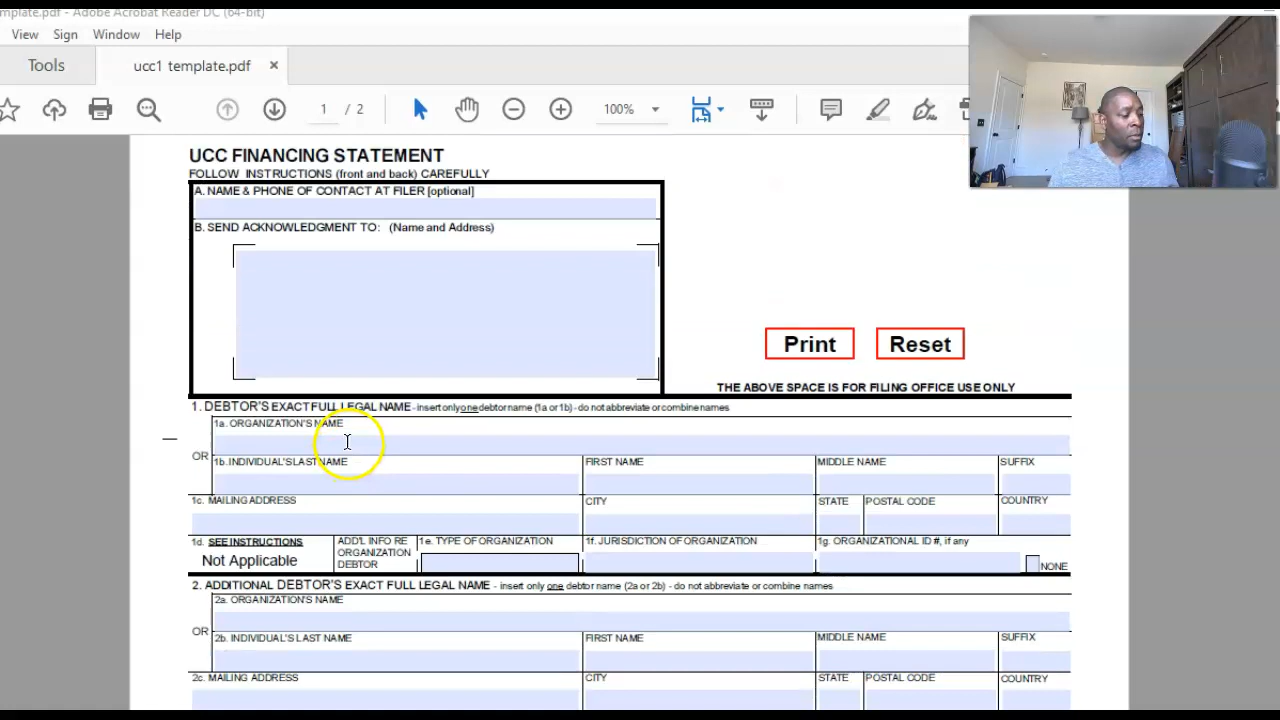 mplate.pdf - Adobe Acrobat Reader DC (64-bit)
View Sign Window Help
Tools ucc1 template.pdf ×
1 / 2 100%
UCC FINANCING STATEMENT
FOLLOW INSTRUCTIONS (front and back) CAREFULLY
A. NAME & PHONE OF CONTACT AT FILER [optional]
B. SEND ACKNOWLEDGMENT TO: (Name and Address)
Print Reset
THE ABOVE SPACE IS FOR FILING OFFICE USE ONLY
1. DEBTOR'S EXACT FULL LEGAL NAME - insert only one debtor name (1a or 1b) - do not abbreviate or combine names
1a. ORGANIZATION'S NAME
OR
1b. INDIVIDUAL'S LAST NAME FIRST NAME MIDDLE NAME SUFFIX
1c. MAILING ADDRESS CITY STATE POSTAL CODE COUNTRY
1d. SEE INSTRUCTIONS ADD'L INFO RE 1e. TYPE OF ORGANIZATION 1f. JURISDICTION OF ORGANIZATION 1g. ORGANIZATIONAL ID #, if any
Not Applicable ORGANIZATION
DEBTOR NONE
2. ADDITIONAL DEBTOR'S EXACT FULL LEGAL NAME - insert only one debtor name (2a or 2b) - do not abbreviate or combine names
2a. ORGANIZATION'S NAME
OR
2b. INDIVIDUAL'S LAST NAME FIRST NAME MIDDLE NAME SUFFIX
2c. MAILING ADDRESS CITY STATE POSTAL CODE COUNTRY